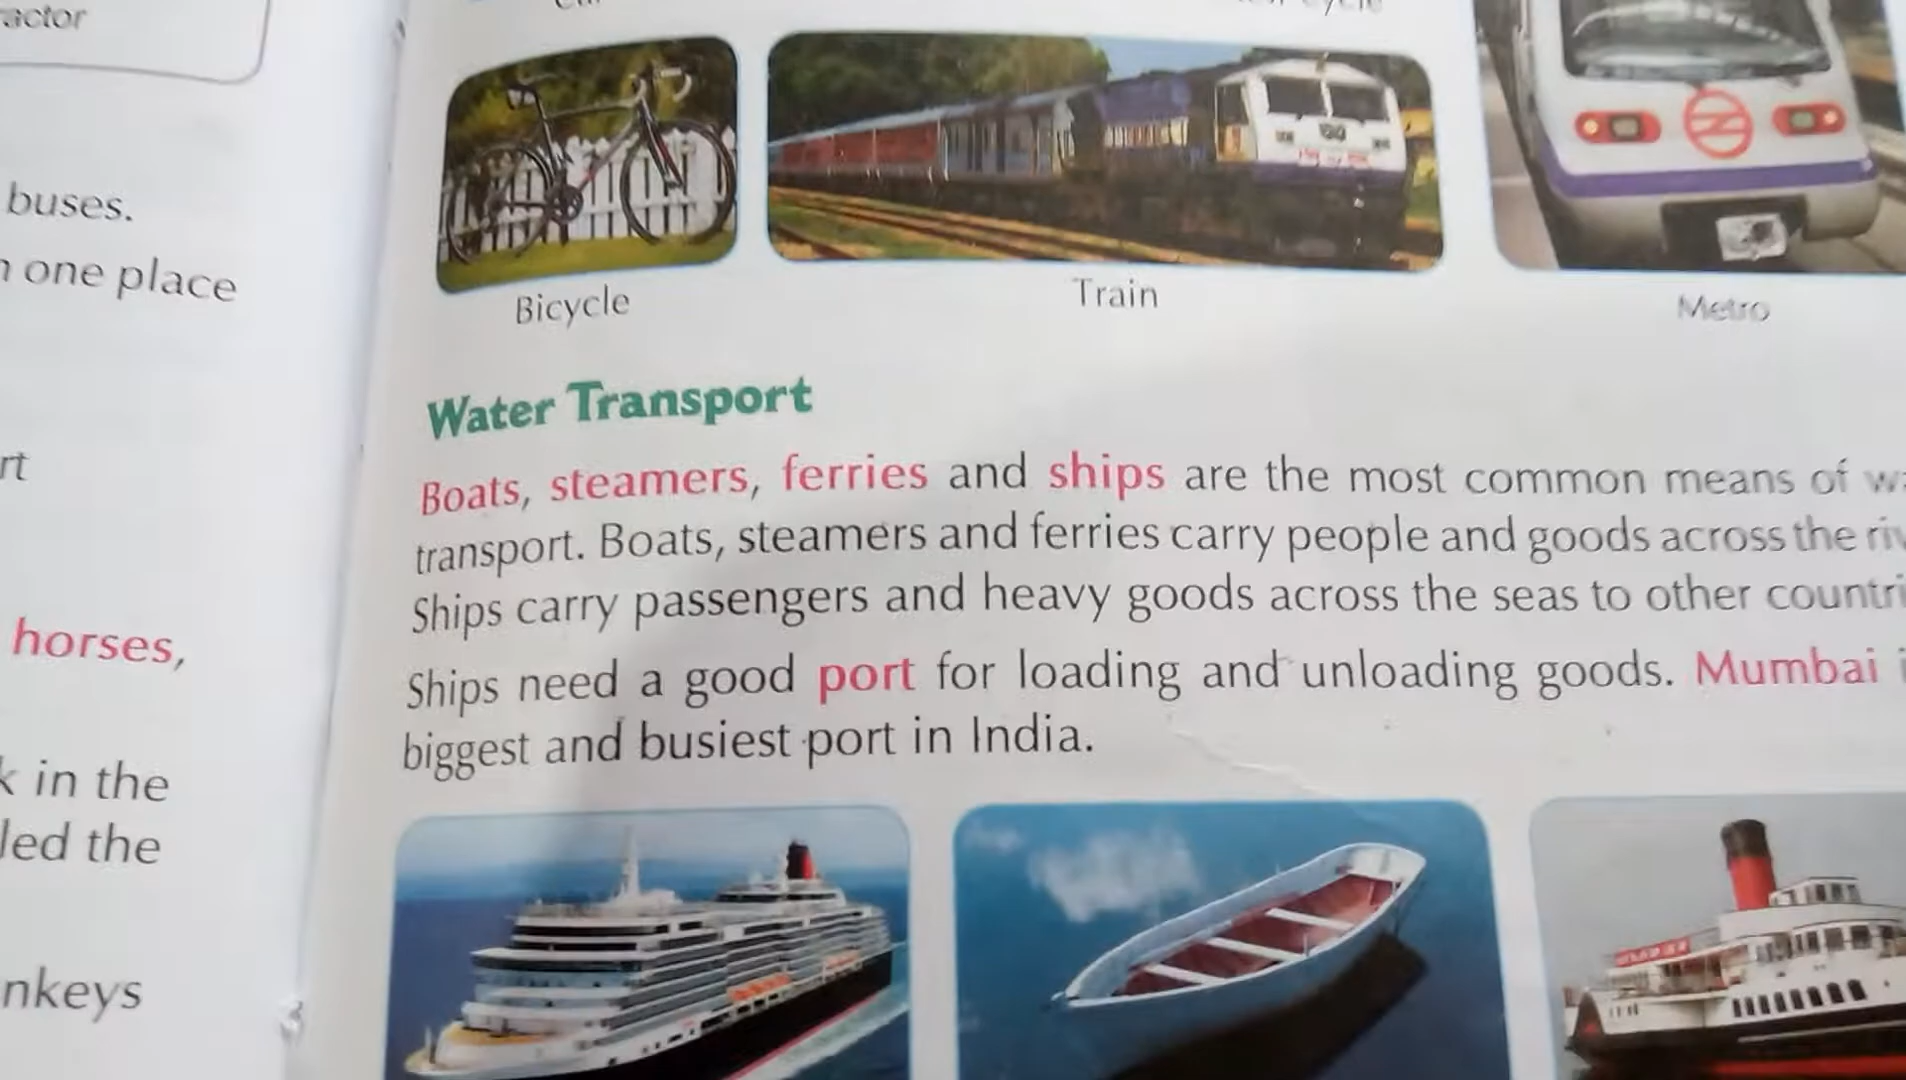 actor
buses.
one place
rt
horses,
k in the
led the
nkeys
Bicycle
Train
Metro
Water Transport
Boats, steamers, ferries and ships are the most common means of
transport. Boats, steamers and ferries carry people and goods across the
Ships carry passengers and heavy goods across the seas to other countri
Ships need a good port for loading and unloading goods. Mumbai
biggest and busiest port in India.